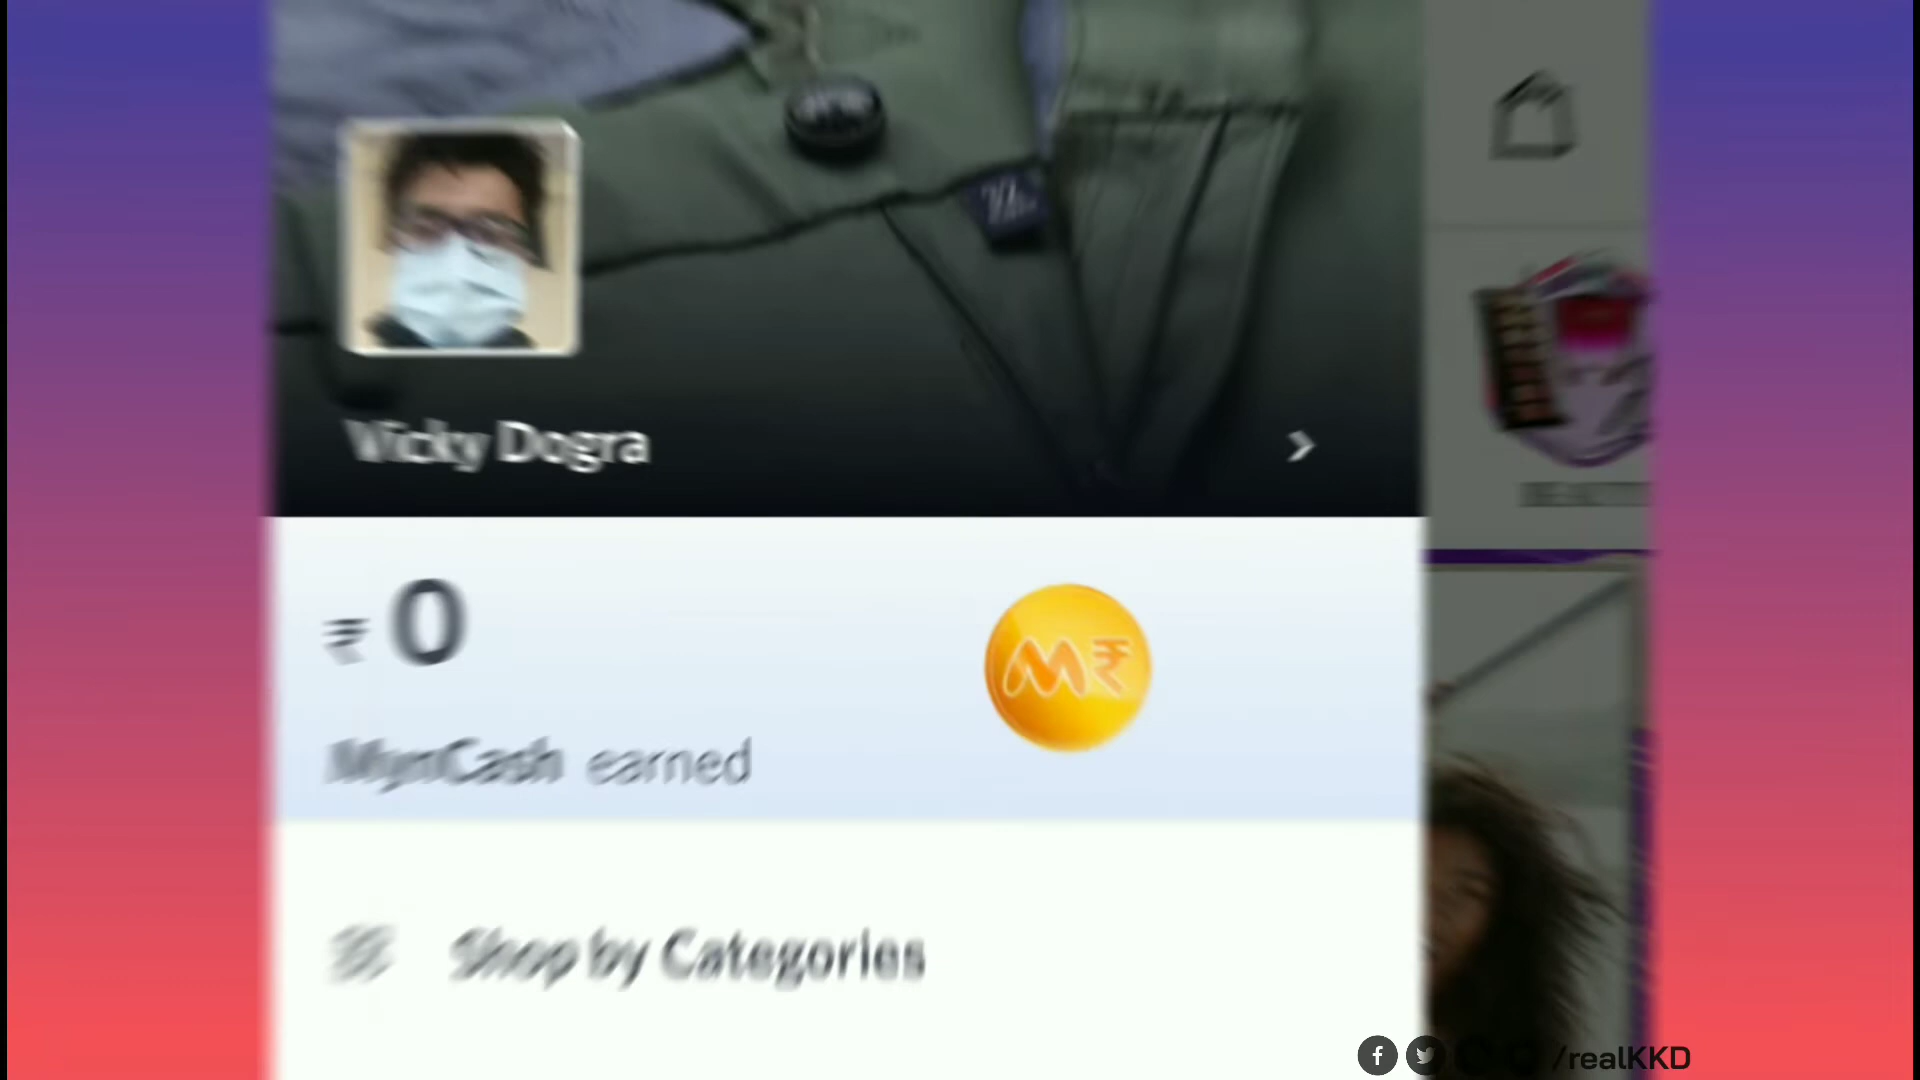 Vicky Dogra
₹ 0
M₹
MynCash earned
Shop by Categories
/realKKD